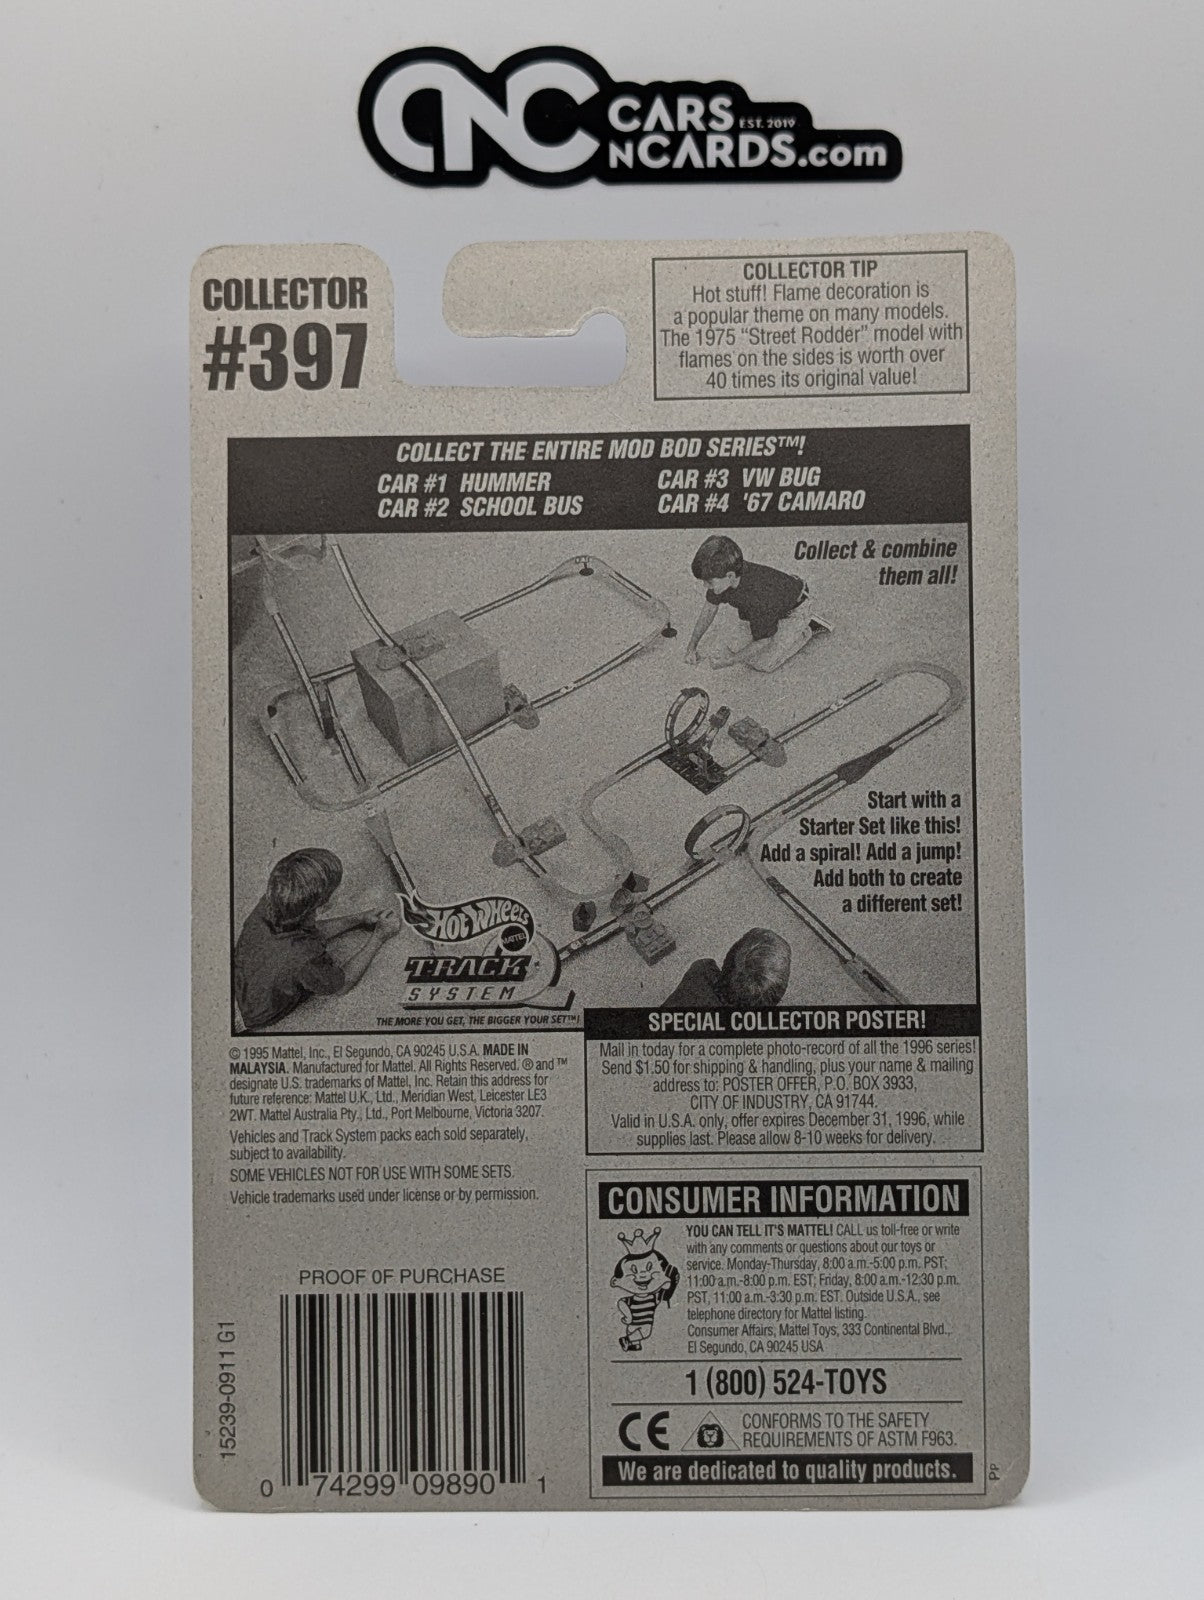 CNC CARS EST. 2019
NCARDS.com
COLLECTOR
#397
COLLECTOR TIP
Hot stuff! Flame decoration is
a popular theme on many models.
The 1975 "Street Rodder" model with
flames on the sides is worth over
40 times its original value!
COLLECT THE ENTIRE MOD BOD SERIES™!
CAR #1 HUMMER
CAR #2 SCHOOL BUS
CAR #3 VW BUG
CAR #4 '67 CAMARO
Collect & combine
them all!
Start with a
Starter Set like this!
Add a spiral! Add a jump!
Add both to create
a different set!
HOT WHEELS
MATTEL
TRACK
SYSTEM
THE MORE YOU GET, THE BIGGER YOUR SET™!
© 1995 Mattel, Inc., El Segundo, CA 90245 U.S.A. MADE IN
MALAYSIA. Manufactured for Mattel. All Rights Reserved. ® and ™
designate U.S. trademarks of Mattel, Inc. Retain this address for
future reference: Mattel U.K., Ltd., Meridian West, Leicester LE3
2WT. Mattel Australia Pty., Ltd., Port Melbourne, Victoria 3207.
Vehicles and Track System packs each sold separately,
subject to availability.
SOME VEHICLES NOT FOR USE WITH SOME SETS.
Vehicle trademarks used under license or by permission.
SPECIAL COLLECTOR POSTER!
Mail in today for a complete photo-record of all the 1996 series!
Send $1.50 for shipping & handling, plus your name & mailing
address to: POSTER OFFER, P.O. BOX 3933,
CITY OF INDUSTRY, CA 91744.
Valid in U.S.A. only, offer expires December 31, 1996, while
supplies last. Please allow 8-10 weeks for delivery.
CONSUMER INFORMATION
YOU CAN TELL IT'S MATTEL! CALL us toll-free or write
with any comments or questions about our toys or
service. Monday-Thursday, 8:00 a.m.-5:00 p.m. PST;
11:00 a.m.-8:00 p.m. EST; Friday, 8:00 a.m.-12:30 p.m.
PST, 11:00 a.m.-3:30 p.m. EST. Outside U.S.A., see
telephone directory for Mattel listing.
Consumer Affairs, Mattel Toys, 333 Continental Blvd.,
El Segundo, CA 90245 USA
1 (800) 524-TOYS
CE
CONFORMS TO THE SAFETY
REQUIREMENTS OF ASTM F963.
We are dedicated to quality products.
PP
PROOF OF PURCHASE
15239-0911 G1
0 74299 09890 1